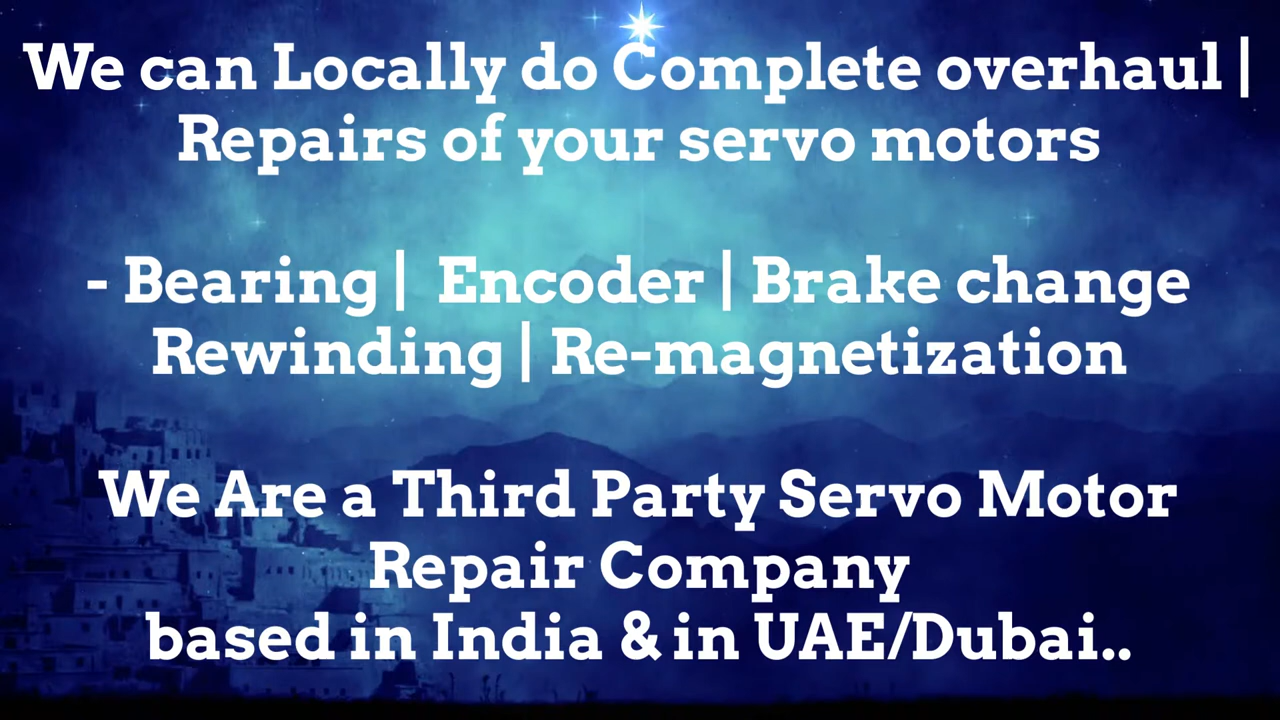 We can Locally do Complete overhaul |
Repairs of your servo motors
- Bearing | Encoder | Brake change
Rewinding | Re-magnetization
We Are a Third Party Servo Motor
Repair Company
based in India & in UAE/Dubai..